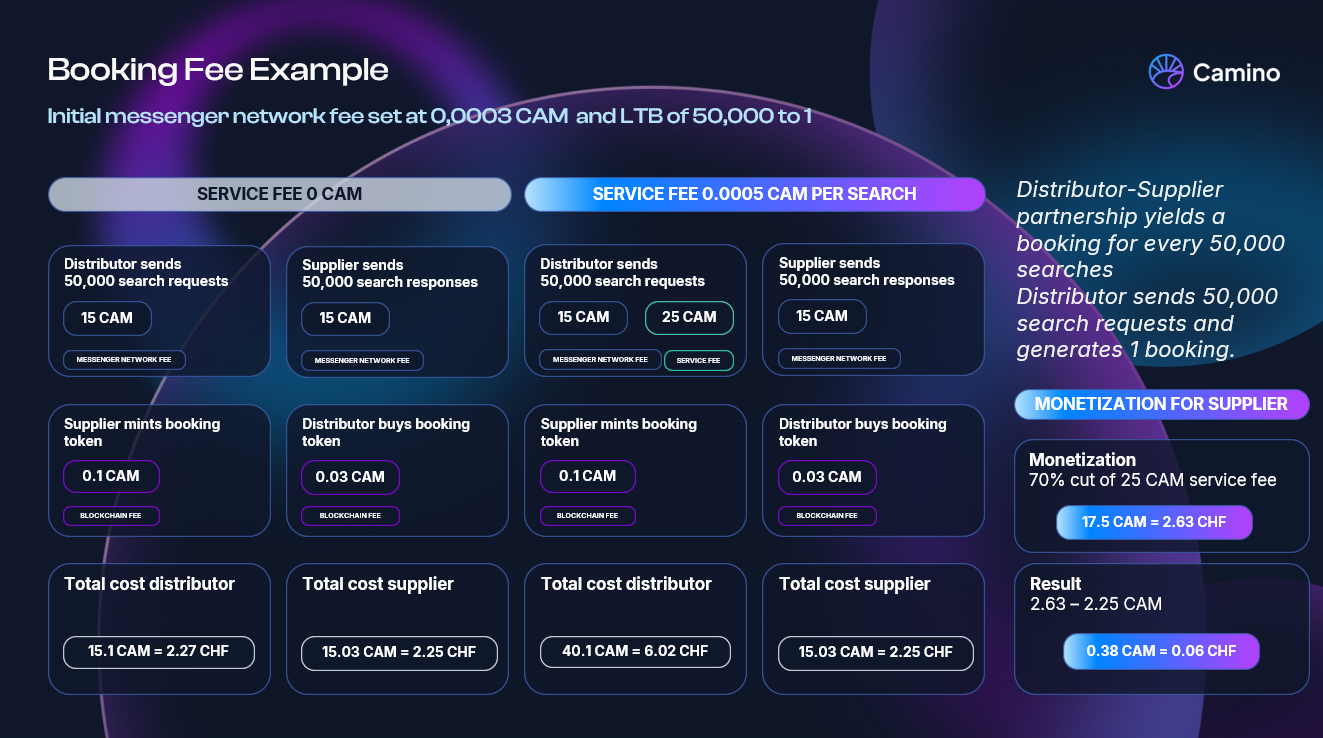 Booking Fee Example
Camino
Initial messenger network fee set at 0,0003 CAM and LTB of 50,000 to 1
SERVICE FEE 0 CAM
SERVICE FEE 0.0005 CAM PER SEARCH
Distributor sends
50,000 search requests
15 CAM
MESSENGER NETWORK FEE
Supplier sends
50,000 search responses
15 CAM
MESSENGER NETWORK FEE
Distributor sends
50,000 search requests
15 CAM
25 CAM
MESSENGER NETWORK FEE
SERVICE FEE
Supplier sends
50,000 search responses
15 CAM
MESSENGER NETWORK FEE
Supplier mints booking
token
0.1 CAM
BLOCKCHAIN FEE
Distributor buys booking
token
0.03 CAM
BLOCKCHAIN FEE
Supplier mints booking
token
0.1 CAM
BLOCKCHAIN FEE
Distributor buys booking
token
0.03 CAM
BLOCKCHAIN FEE
Total cost distributor
15.1 CAM = 2.27 CHF
Total cost supplier
15.03 CAM = 2.25 CHF
Total cost distributor
40.1 CAM = 6.02 CHF
Total cost supplier
15.03 CAM = 2.25 CHF
Distributor-Supplier
partnership yields a
booking for every 50,000
searches
Distributor sends 50,000
search requests and
generates 1 booking.
MONETIZATION FOR SUPPLIER
Monetization
70% cut of 25 CAM service fee
17.5 CAM = 2.63 CHF
Result
2.63 – 2.25 CAM
0.38 CAM = 0.06 CHF